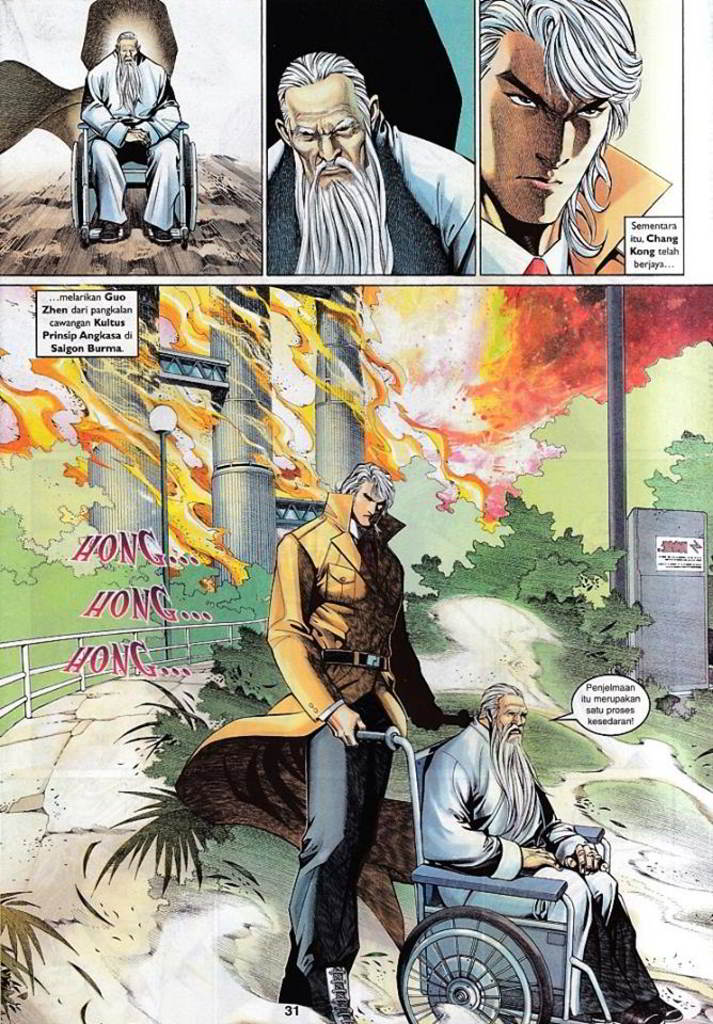 Sementara
itu, Chang
Kong telah
berjaya...
...melarikan Guo
Zhen dari pangkalan
cawangan Kultus
Prinsip Angkasa di
Saigon Burma.
HONG...
HONG...
HONG...
Penjelmaan
itu merupakan
satu proses
kesedaran!
31